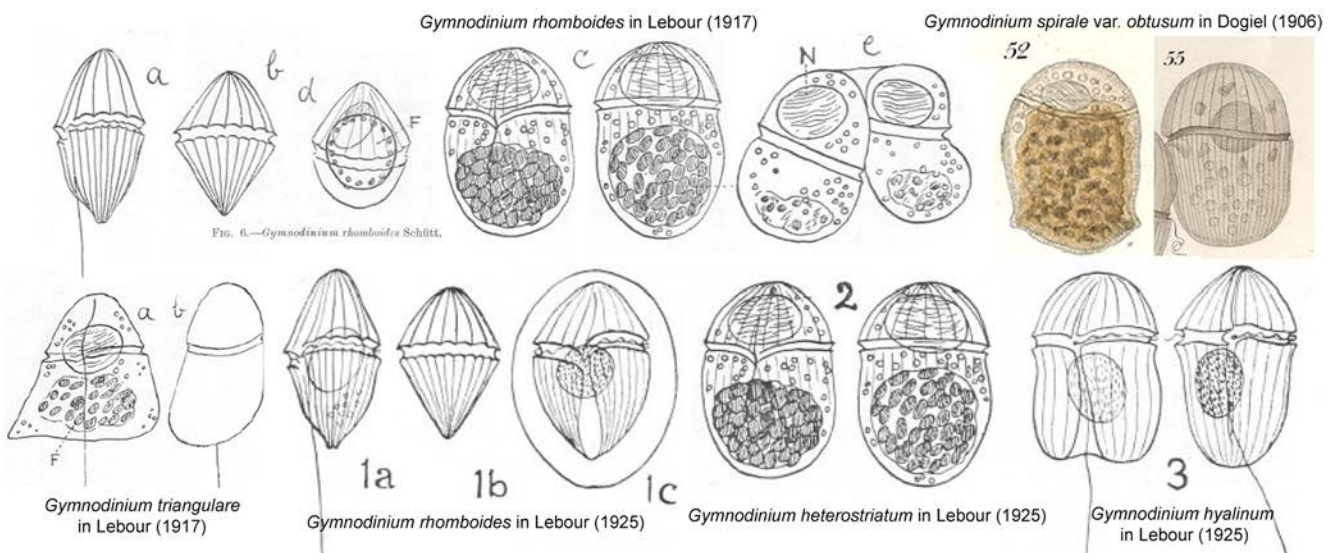 Gymnodinium rhomboides in Lebour (1917)
Gymnodinium spirale var. obtusum in Dogiel (1906)
a
b
d
F
c
N
e
52
55
FIG. 6.—Gymnodinium rhomboides Schütt.
a
b
F
1a
1b
1c
2
3
Gymnodinium triangulare
in Lebour (1917)
Gymnodinium rhomboides in Lebour (1925)
Gymnodinium heterostriatum in Lebour (1925)
Gymnodinium hyalinum
in Lebour (1925)